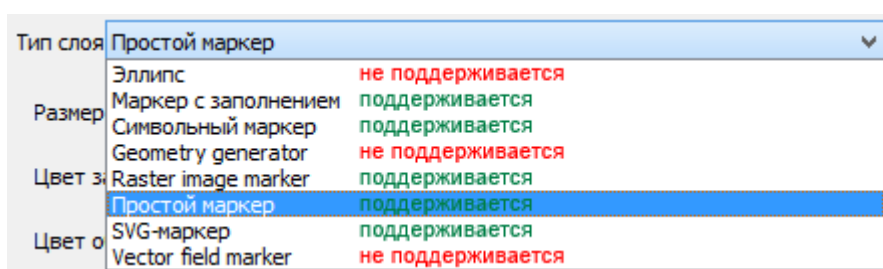 Тип слоя Простой маркер
Эллипс не поддерживается
Размер Маркер с заполнением поддерживается
Символьный маркер поддерживается
Geometry generator не поддерживается
Цвет за Raster image marker поддерживается
Простой маркер поддерживается
Цвет о SVG-маркер поддерживается
Vector field marker не поддерживается